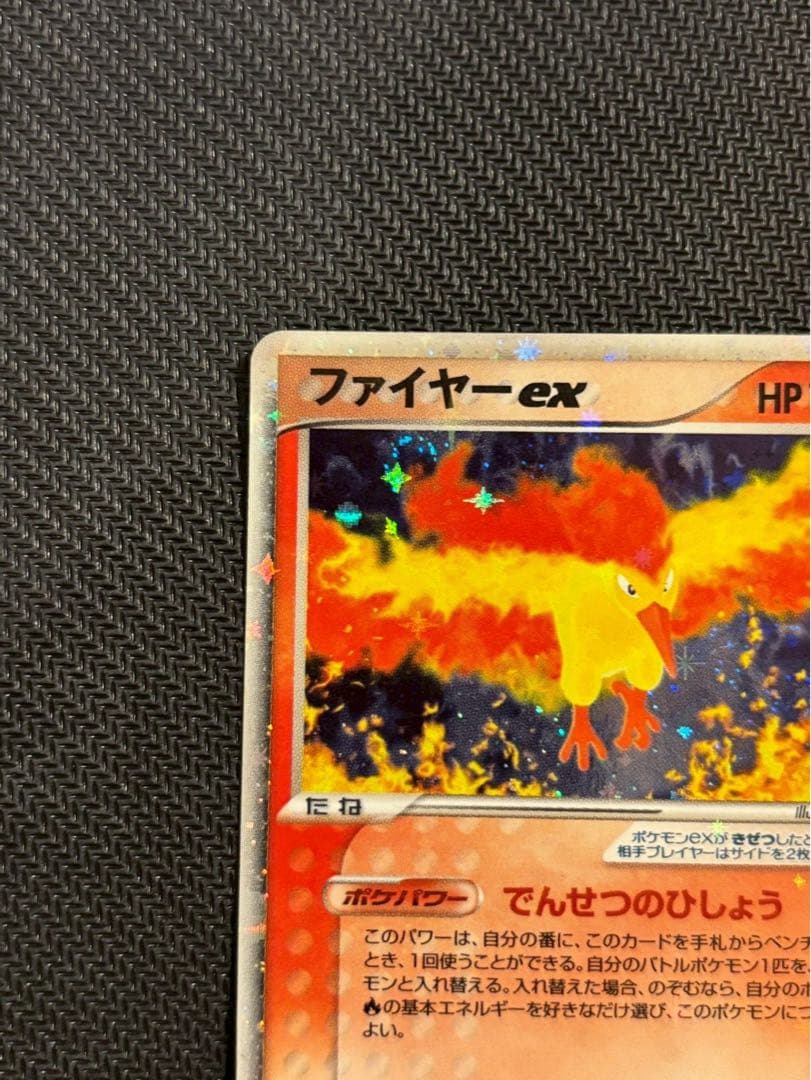 ファイヤーex HP
たね
Illu
ポケモンexが きぜつしたと
相手プレイヤーはサイドを2枚
ポケパワー でんせつのひしょう
このパワーは、自分の番に、このカードを手札からベンチ
とき、1回使うことができる。自分のバトルポケモン1匹を、
モンと入れ替える。入れ替えた場合、のぞむなら、自分のポ
の基本エネルギーを好きなだけ選び、このポケモンにつ
よい。